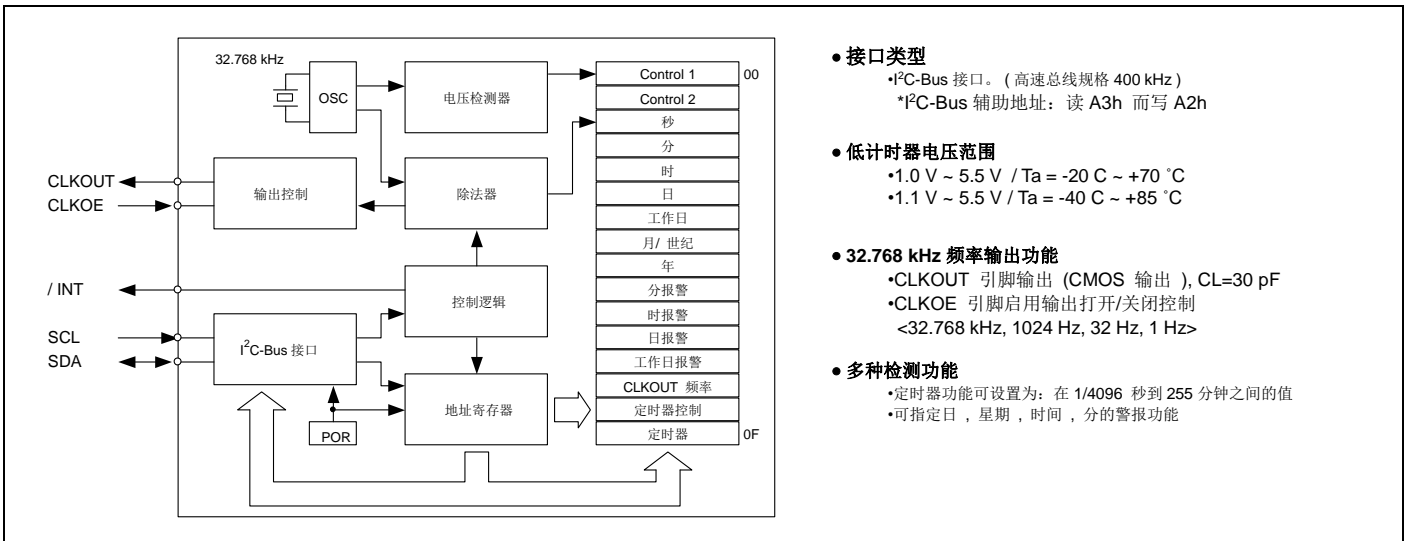 32.768 kHz
OSC
电压检测器
CLKOUT
CLKOE
输出控制
除法器
/ INT
控制逻辑
SCL
SDA
I²C-Bus 接口
地址寄存器
POR
Control 1
00
Control 2
秒
分
时
日
工作日
月/ 世纪
年
分报警
时报警
日报警
工作日报警
CLKOUT 频率
定时器控制
定时器
0F
● 接口类型
•I²C-Bus 接口。( 高速总线规格 400 kHz )
*I²C-Bus 辅助地址：读 A3h 而写 A2h
● 低计时器电压范围
•1.0 V ~ 5.5 V / Ta = -20 C ~ +70 ˚C
•1.1 V ~ 5.5 V / Ta = -40 C ~ +85 ˚C
● 32.768 kHz 频率输出功能
•CLKOUT 引脚输出 (CMOS 输出 ), CL=30 pF
•CLKOE 引脚启用输出打开/关闭控制
<32.768 kHz, 1024 Hz, 32 Hz, 1 Hz>
● 多种检测功能
•定时器功能可设置为：在 1/4096 秒到 255 分钟之间的值
•可指定日 , 星期 , 时间 , 分的警报功能